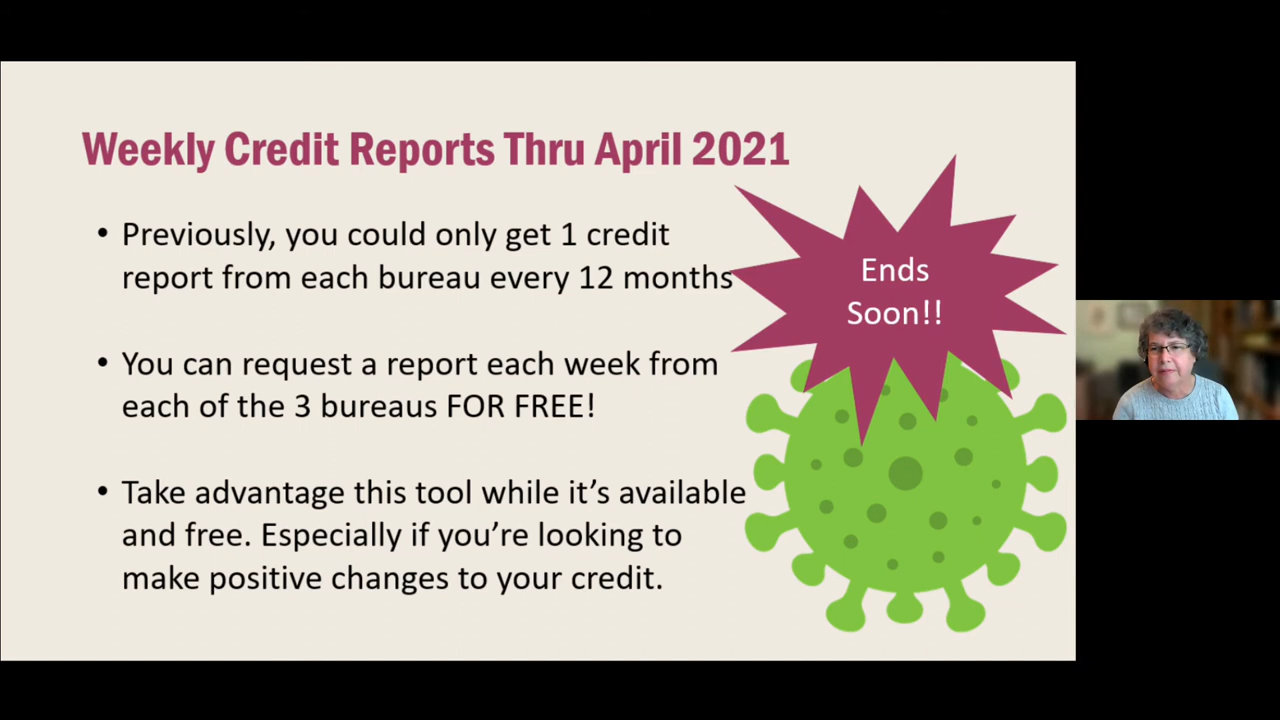 Weekly Credit Reports Thru April 2021
• Previously, you could only get 1 credit
report from each bureau every 12 months
Ends
Soon!!
• You can request a report each week from
each of the 3 bureaus FOR FREE!
• Take advantage this tool while it’s available
and free. Especially if you’re looking to
make positive changes to your credit.